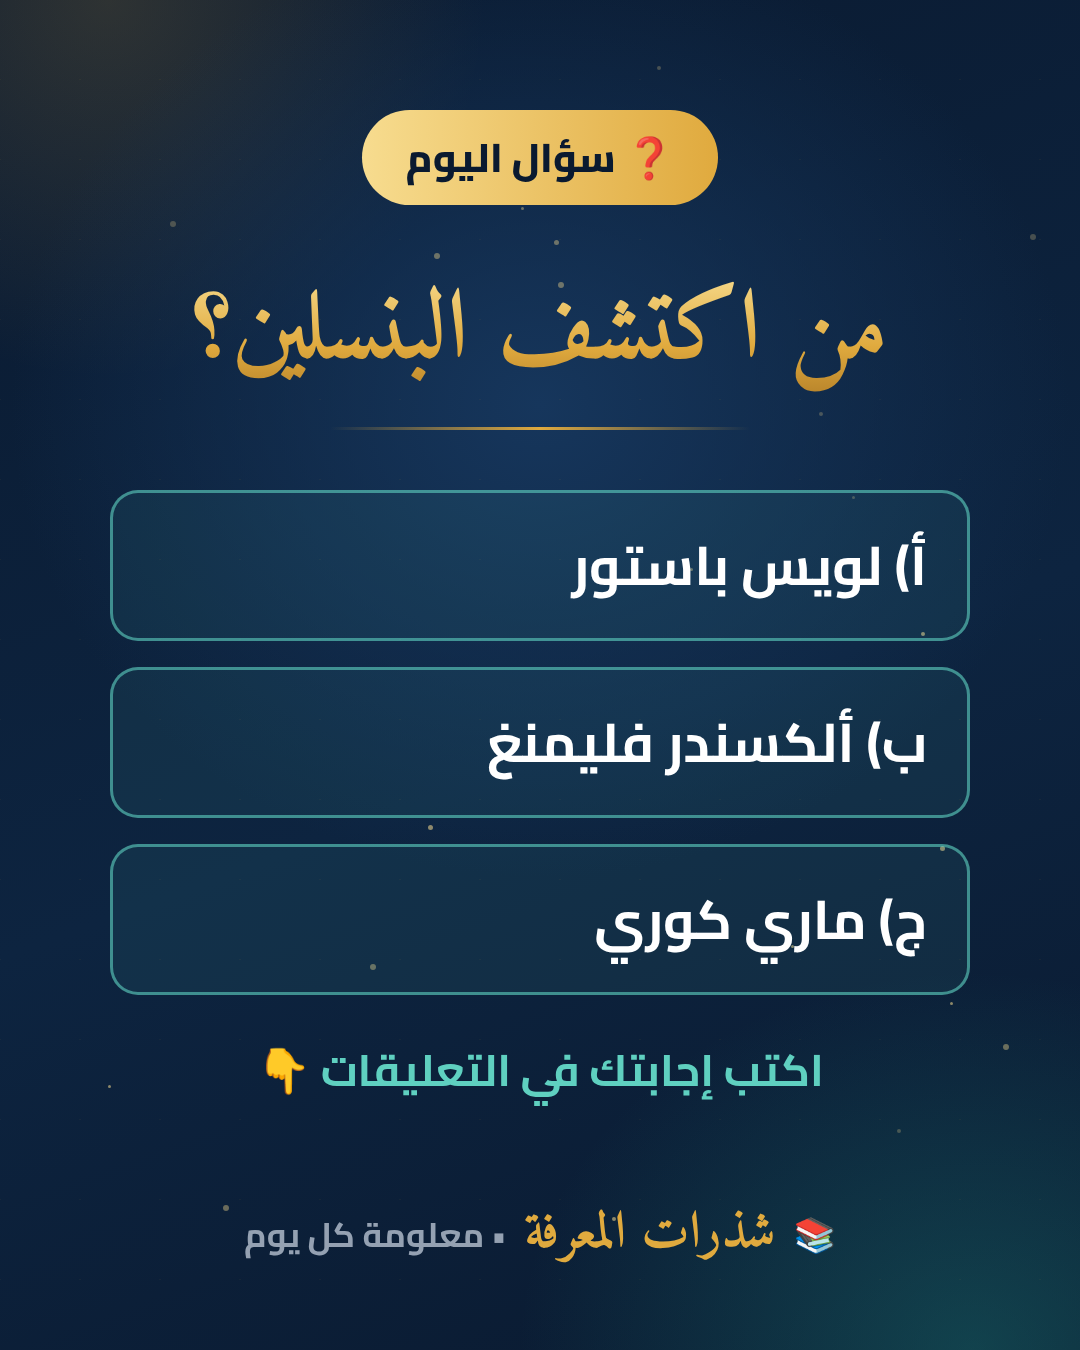 ❓ سؤال اليوم
من اكتشف البنسلين؟
أ) لويس باستور
ب) ألكسندر فليمنغ
ج) ماري كوري
اكتب إجابتك في التعليقات 👇
📚 شذرات المعرفة ▪ معلومة كل يوم